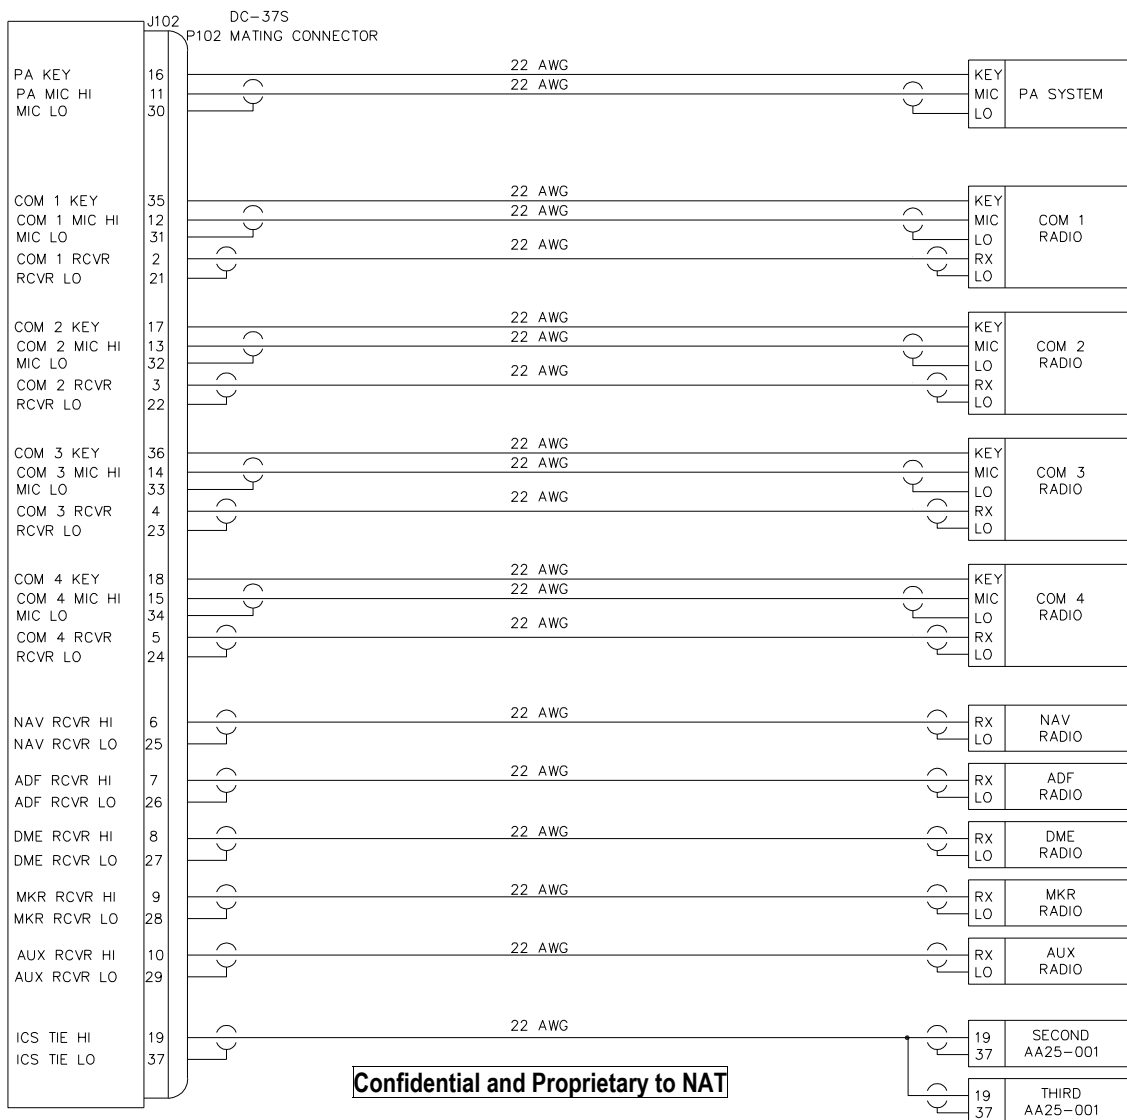 J102 DC-37S
P102 MATING CONNECTOR
PA KEY 16 22 AWG KEY
PA MIC HI 11 22 AWG MIC PA SYSTEM
MIC LO 30 LO
COM 1 KEY 35 22 AWG KEY
COM 1 MIC HI 12 22 AWG MIC COM 1
MIC LO 31 LO RADIO
COM 1 RCVR 2 22 AWG RX
RCVR LO 21 LO
COM 2 KEY 17 22 AWG KEY
COM 2 MIC HI 13 22 AWG MIC COM 2
MIC LO 32 LO RADIO
COM 2 RCVR 3 22 AWG RX
RCVR LO 22 LO
COM 3 KEY 36 22 AWG KEY
COM 3 MIC HI 14 22 AWG MIC COM 3
MIC LO 33 LO RADIO
COM 3 RCVR 4 22 AWG RX
RCVR LO 23 LO
COM 4 KEY 18 22 AWG KEY
COM 4 MIC HI 15 22 AWG MIC COM 4
MIC LO 34 LO RADIO
COM 4 RCVR 5 22 AWG RX
RCVR LO 24 LO
NAV RCVR HI 6 22 AWG RX NAV
NAV RCVR LO 25 LO RADIO
ADF RCVR HI 7 22 AWG RX ADF
ADF RCVR LO 26 LO RADIO
DME RCVR HI 8 22 AWG RX DME
DME RCVR LO 27 LO RADIO
MKR RCVR HI 9 22 AWG RX MKR
MKR RCVR LO 28 LO RADIO
AUX RCVR HI 10 22 AWG RX AUX
AUX RCVR LO 29 LO RADIO
ICS TIE HI 19 22 AWG 19 SECOND
ICS TIE LO 37 37 AA25-001
Confidential and Proprietary to NAT
19 THIRD
37 AA25-001